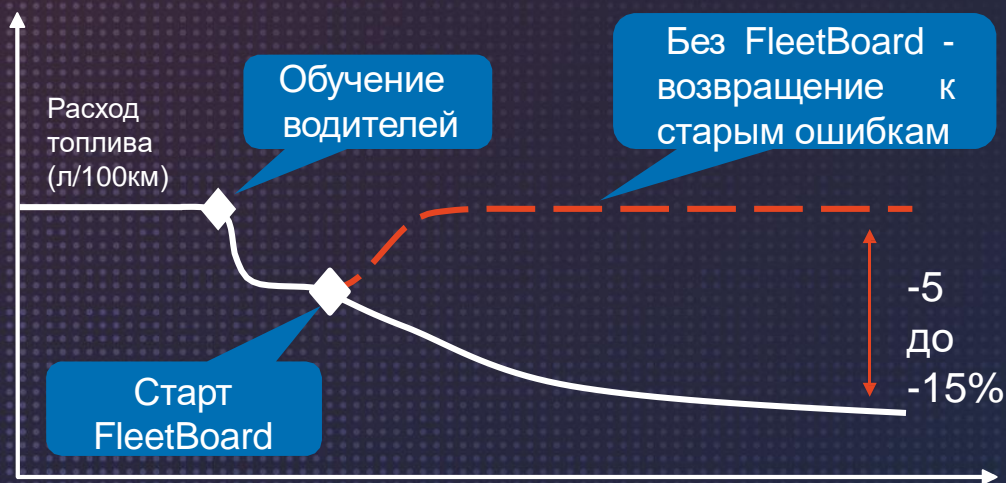 Расход
топлива
(л/100км)
Обучение
водителей
Без FleetBoard -
возвращение к
старым ошибкам
Старт
FleetBoard
-5
до
-15%